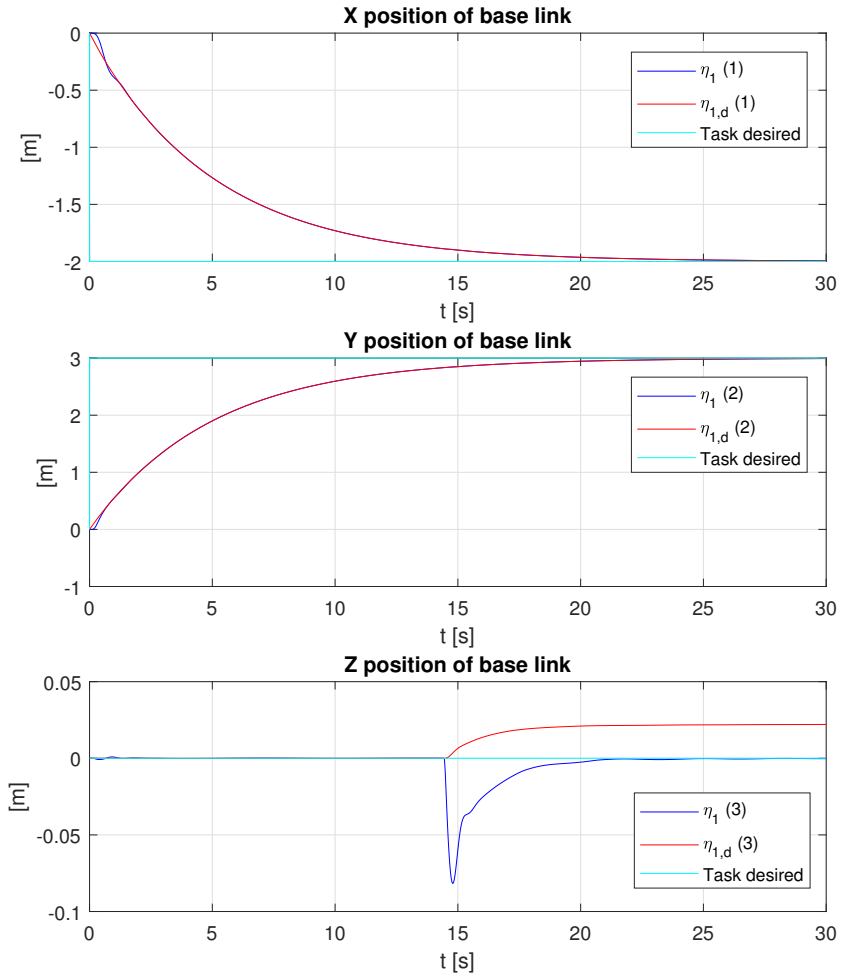 X position of base link
0
-0.5
-1
-1.5
-2
[m]
η1 (1)
η1,d (1)
Task desired
0 5 10 15 20 25 30
t [s]
Y position of base link
3
2
1
0
-1
[m]
η1 (2)
η1,d (2)
Task desired
0 5 10 15 20 25 30
t [s]
Z position of base link
0.05
0
-0.05
-0.1
[m]
η1 (3)
η1,d (3)
Task desired
0 5 10 15 20 25 30
t [s]